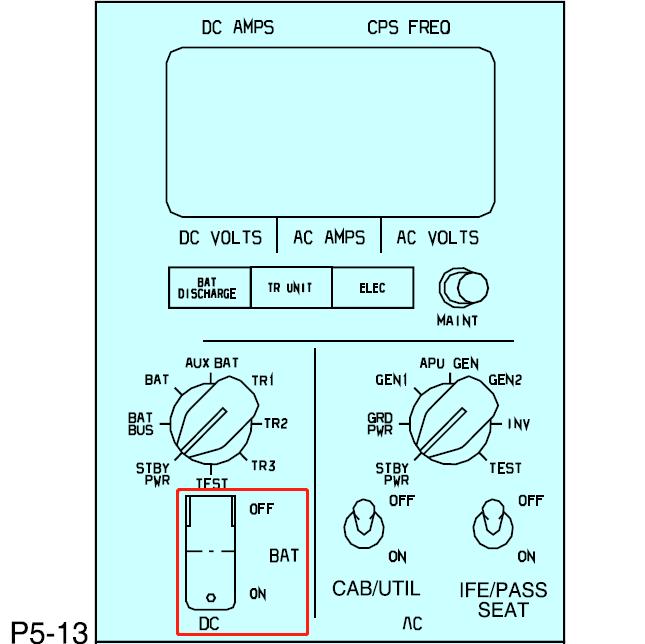 DC AMPS CPS FREQ
DC VOLTS AC AMPS AC VOLTS
BAT
DISCHARGE
TR UNIT
ELEC
MAINT
AUX BAT
BAT
TR1
BAT
BUS
TR2
STBY
PWR
TR3
TEST
APU GEN
GEN1
GEN2
GRD
PWR
INV
STBY
PWR
TEST
OFF
BAT
ON
DC
OFF
ON
CAB/UTIL
OFF
ON
IFE/PASS
SEAT
AC
P5-13